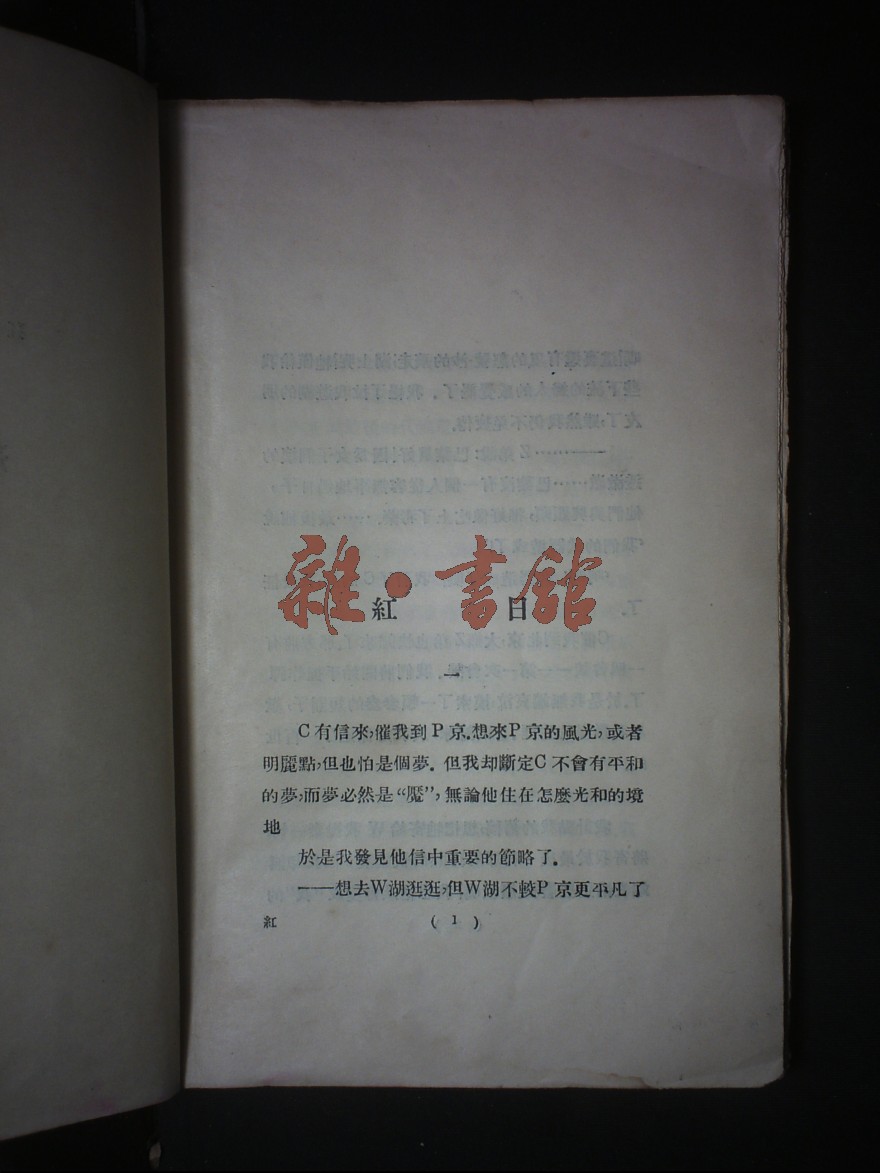 雜·書館
紅日
一
C有信來,催我到P京.想來P京的風光,或者
明麗點,但也怕是個夢.但我却斷定C不會有平和
的夢,而夢必然是“魘”,無論他住在怎麼光和的境
地
於是我發見他信中重要的節略了.
——想去W湖逛逛,但W湖不較P京更平凡了
紅
(1)